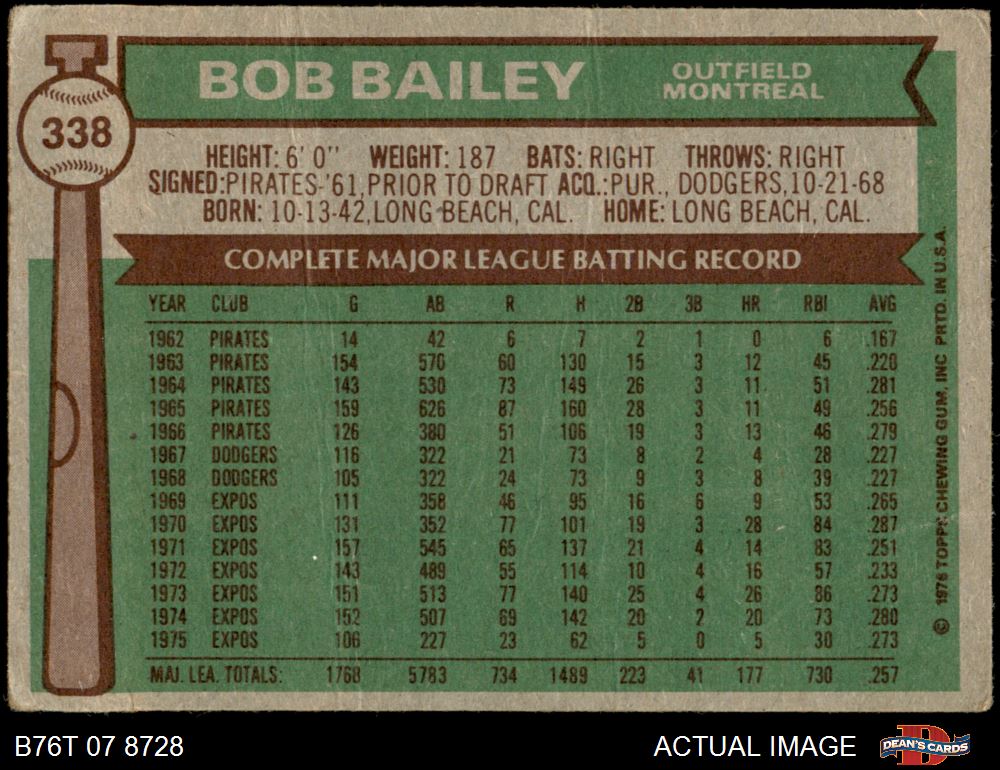 BOB BAILEY
OUTFIELD
MONTREAL
338
HEIGHT: 6' 0" WEIGHT: 187 BATS: RIGHT THROWS: RIGHT
SIGNED:PIRATES-'61,PRIOR TO DRAFT ACQ.:PUR., DODGERS,10-21-68
BORN: 10-13-42,LONG BEACH, CAL. HOME: LONG BEACH, CAL.
COMPLETE MAJOR LEAGUE BATTING RECORD
YEAR CLUB G AB R H 2B 3B HR RBI AVG
1962 PIRATES 14 42 6 7 2 1 0 6 .167
1963 PIRATES 154 570 60 130 15 3 12 45 .228
1964 PIRATES 143 530 73 149 26 3 11 51 .281
1965 PIRATES 159 626 87 160 28 3 11 49 .256
1966 PIRATES 126 380 51 106 19 3 13 46 .279
1967 DODGERS 116 322 21 73 8 2 4 28 .227
1968 DODGERS 105 322 24 73 9 3 8 39 .227
1969 EXPOS 111 358 46 95 16 6 9 53 .265
1970 EXPOS 131 352 77 101 19 3 28 84 .287
1971 EXPOS 157 545 65 137 21 4 14 83 .251
1972 EXPOS 143 489 55 114 10 4 16 57 .233
1973 EXPOS 151 513 77 140 25 4 26 86 .273
1974 EXPOS 152 507 69 142 20 2 20 73 .280
1975 EXPOS 106 227 23 62 5 0 5 30 .273
MAJ. LEA. TOTALS: 1768 5783 734 1489 223 41 177 730 .257
© 1976 TOPPS CHEWING GUM, INC PRTD. IN U.S.A.
B76T 07 8728
ACTUAL IMAGE
D
DEAN'S CARDS